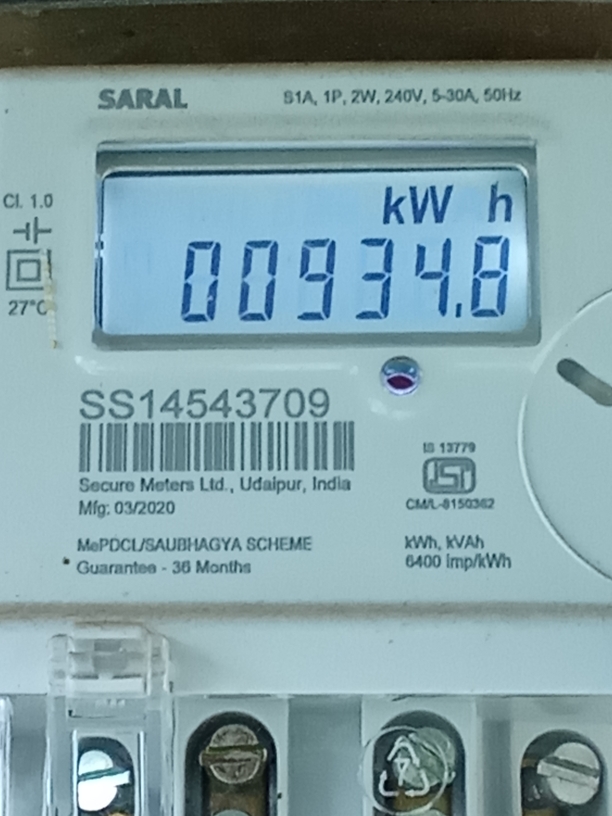 SARAL
S1A, 1P, 2W, 240V, 5-30A, 50Hz
Cl. 1.0
27°C
kW h
00934.8
SS14543709
Secure Meters Ltd., Udaipur, India
Mfg: 03/2020
IS 13779
ISI
CM/L-8150362
MePDCL/SAUBHAGYA SCHEME
Guarantee - 36 Months
kWh, kVAh
6400 imp/kWh